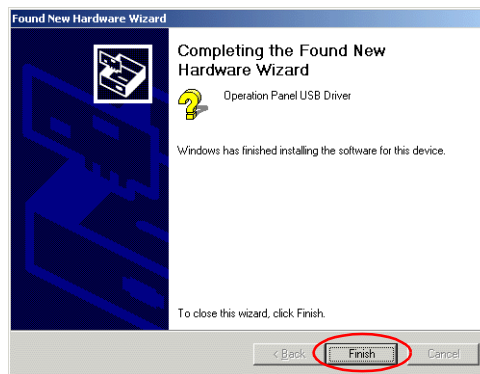 Found New Hardware Wizard
Completing the Found New
Hardware Wizard
Operation Panel USB Driver
Windows has finished installing the software for this device.
To close this wizard, click Finish.
< Back
Finish
Cancel